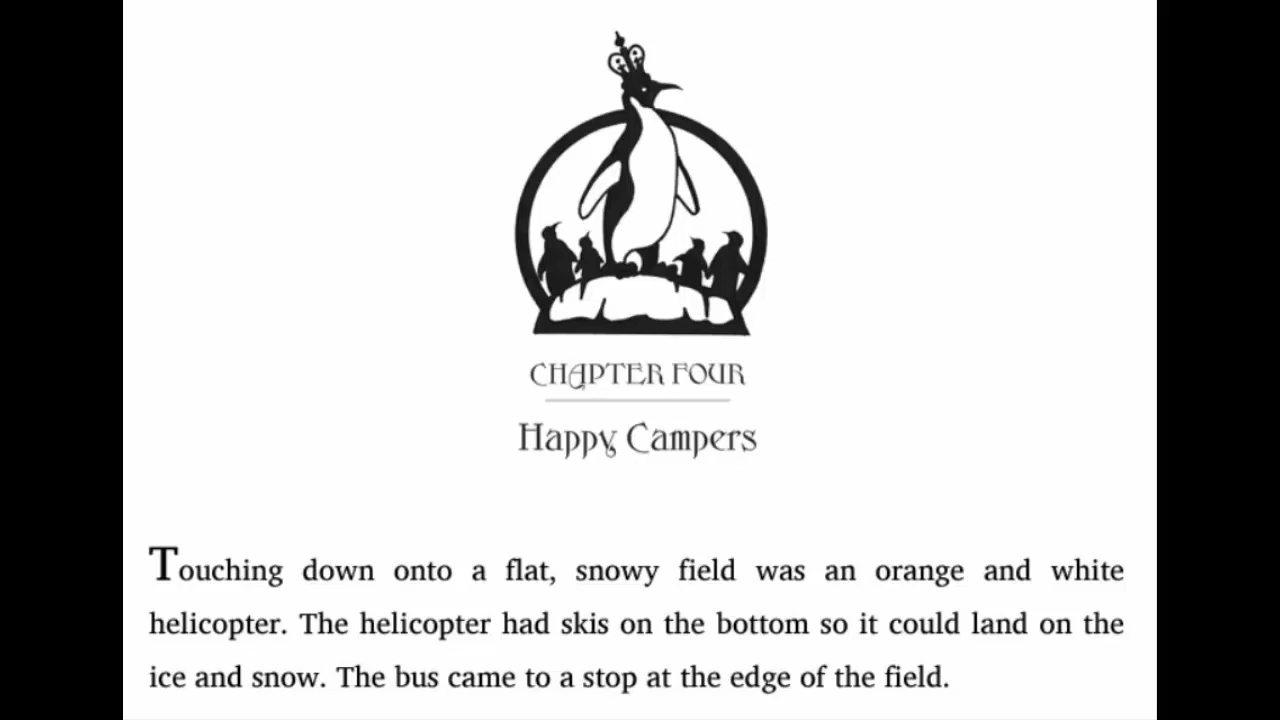 CHAPTER FOUR
Happy Campers
Touching down onto a flat, snowy field was an orange and white
helicopter. The helicopter had skis on the bottom so it could land on the
ice and snow. The bus came to a stop at the edge of the field.